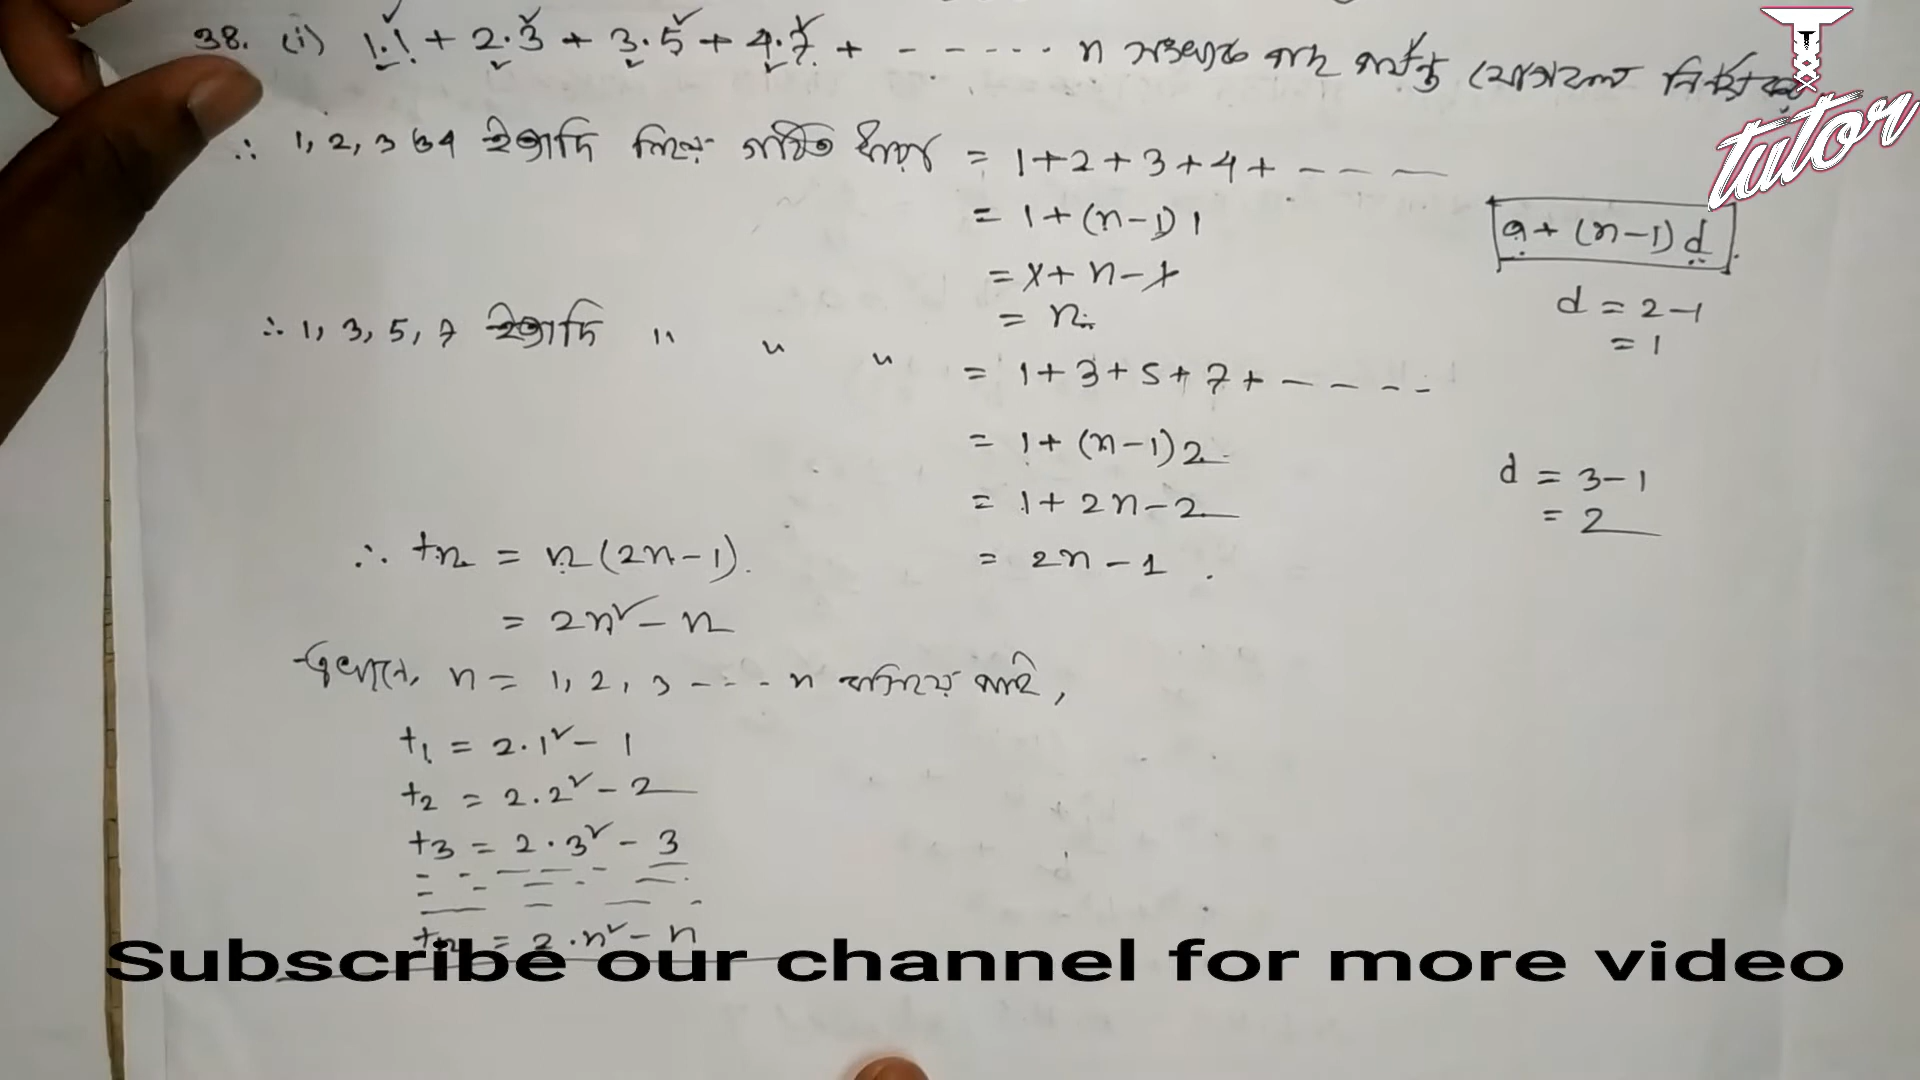 38. (i) 1.1 + 2.3 + 3.5 + 4.7 + - - - - - n সংখ্যক পদ পর্যন্ত যোগফল নির্ণয় কর.
∴ 1, 2, 3 ও 4 ইত্যাদি নিয়ে গঠিত ধারার = 1 + 2 + 3 + 4 + - - -
= 1 + (n-1) 1
a + (n-1) d
= 1 + n - 1
= n
d = 2-1
= 1
∴ 1, 3, 5, 7 ইত্যাদি " " " = 1 + 3 + 5 + 7 + - - - -
= 1 + (n-1) 2
= 1 + 2n - 2
= 2n - 1
d = 3-1
= 2
∴ tn = n (2n-1).
= 2n² - n
n = 1, 2, 3 - - - n বসিয়ে পাই,
t1 = 2.1² - 1
t2 = 2.2² - 2
t3 = 2.3² - 3
tn = 2.n² - n
Subscribe our channel for more video
T tutor